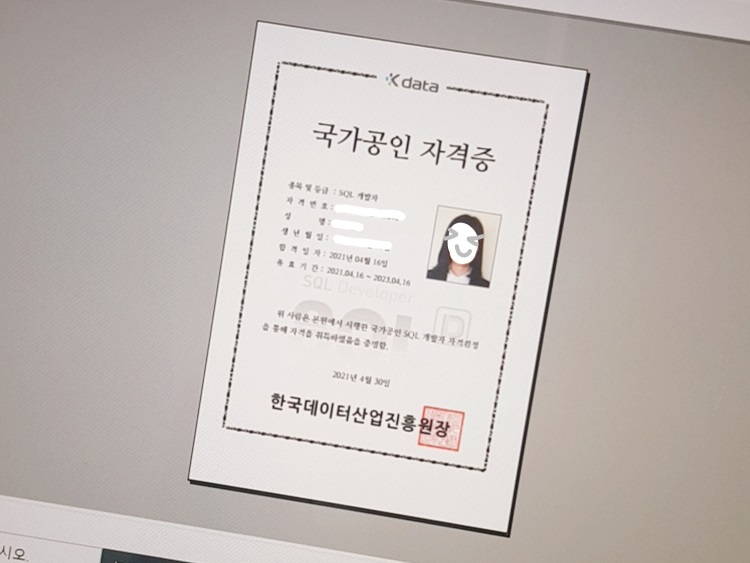 Kdata
국가공인 자격증
종목 및 등급 : SQL 개발자
자 격 번 호 :
성 명 :
생 년 월 일 :
합 격 일 자 : 2021년 04월 16일
유 효 기 간 : 2021.04.16 ~ 2023.04.16
SQL Developer
SQL D
위 사람은 본원에서 시행한 국가공인 SQL 개발자 자격검정
을 통해 자격을 취득하였음을 증명함.
2021년 4월 30일
한국데이터산업진흥원장
시오.